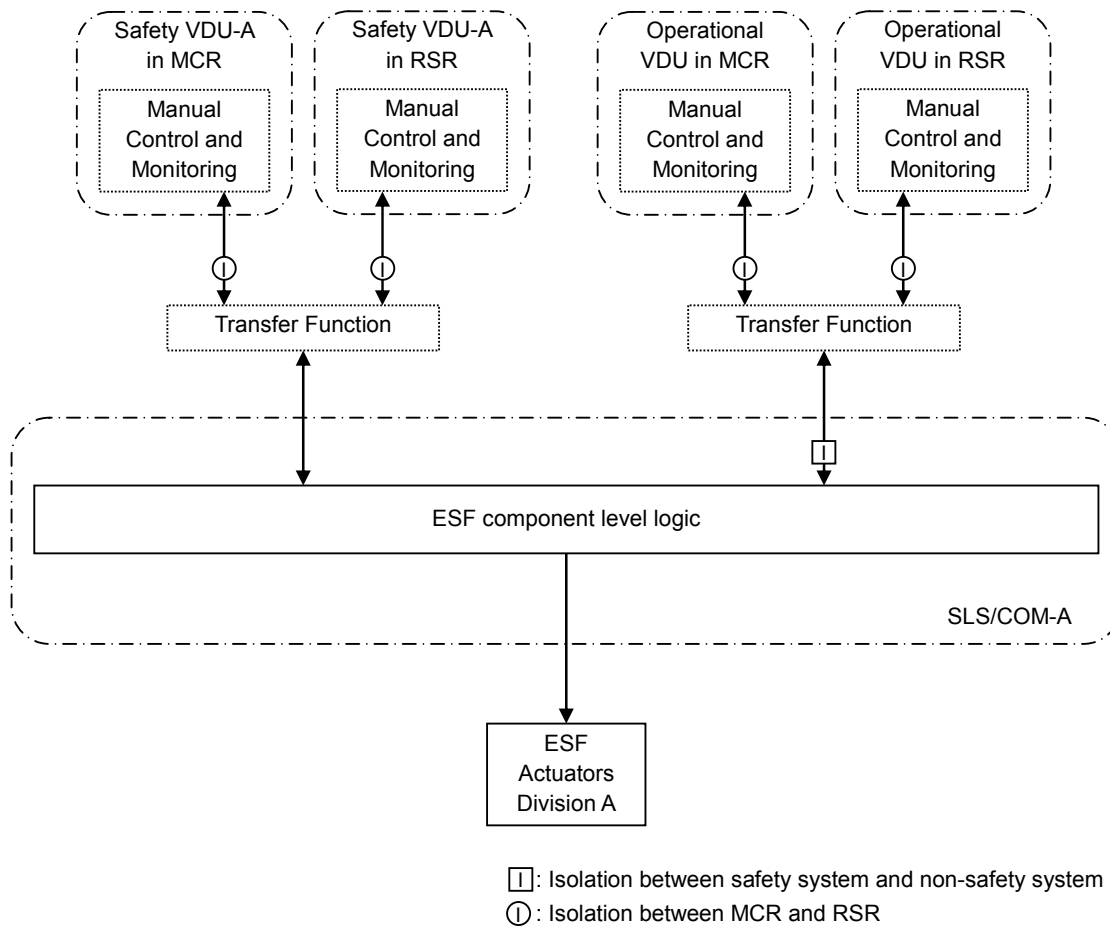 Safety VDU-A
in MCR
Manual
Control and
Monitoring
Safety VDU-A
in RSR
Manual
Control and
Monitoring
Operational
VDU in MCR
Manual
Control and
Monitoring
Operational
VDU in RSR
Manual
Control and
Monitoring
I
I
I
I
Transfer Function
Transfer Function
I
ESF component level logic
SLS/COM-A
ESF
Actuators
Division A
I : Isolation between safety system and non-safety system
I : Isolation between MCR and RSR